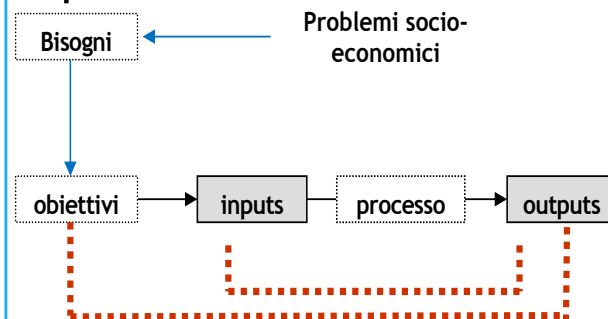 Problemi socio-
economici
Bisogni
obiettivi
inputs
processo
outputs